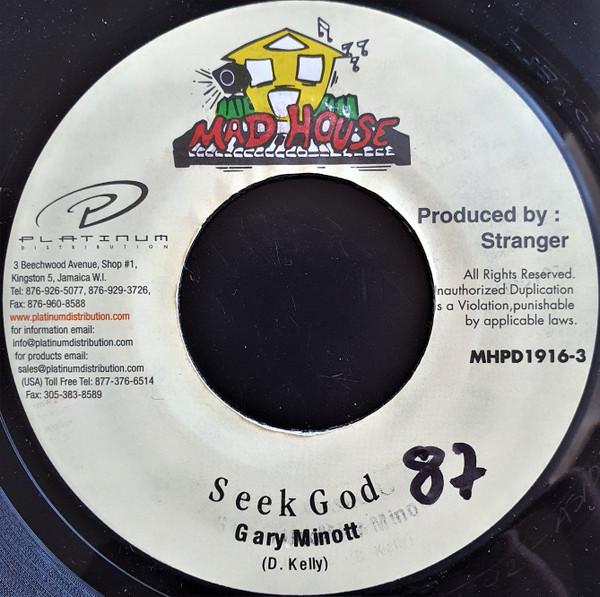 MAD HOUSE
PLATINUM
DISTRIBUTION
3 Beechwood Avenue, Shop #1,
Kingston 5, Jamaica W.I.
Tel: 876-926-5077, 876-929-3726,
Fax: 876-960-8588
www.platinumdistribution.com
for information email:
info@platinumdistribution.com
for products email:
sales@platinumdistribution.com
(USA) Toll Free Tel: 877-376-6514
Fax: 305-383-8589
Produced by :
Stranger
All Rights Reserved.
nauthorized Duplication
s a Violation,punishable
by applicable laws.
MHPD1916-3
Seek God
87
Gary Minott
(D. Kelly)